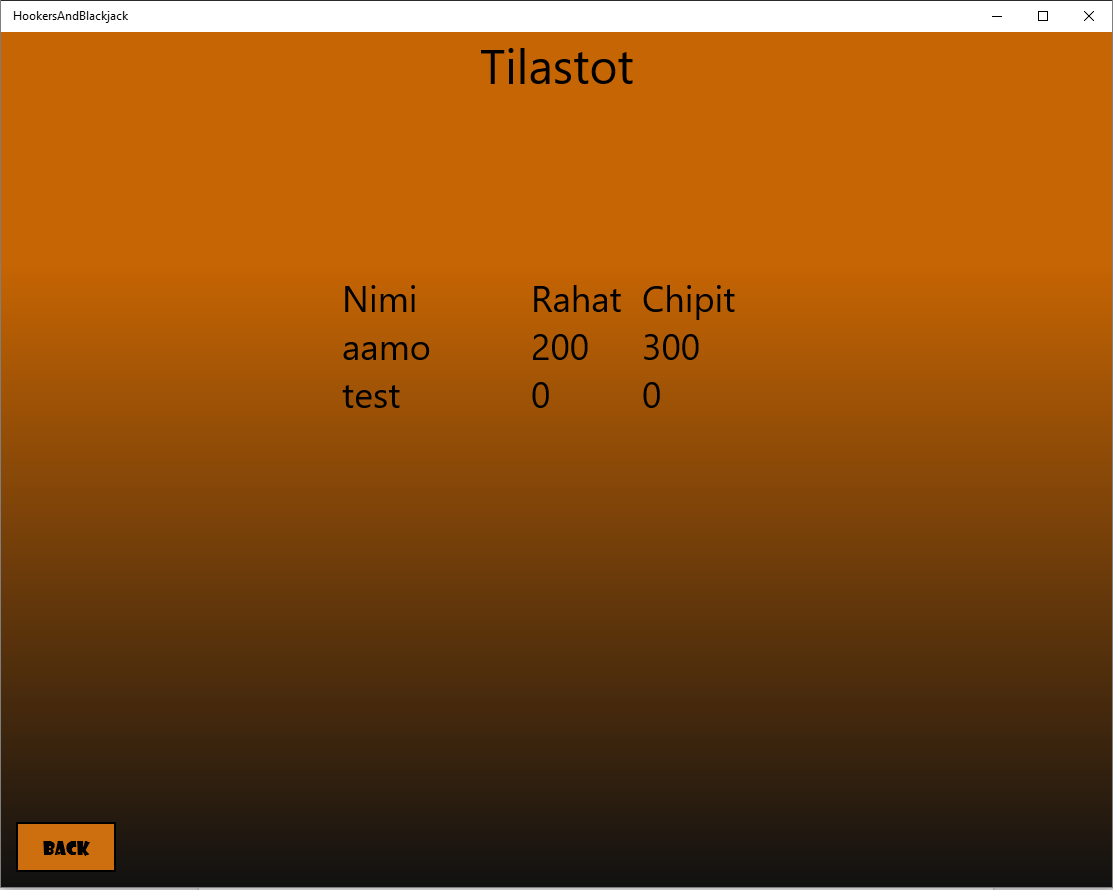 HookersAndBlackjack
Tilastot
Nimi Rahat Chipit
aamo 200 300
test 0 0
BACK